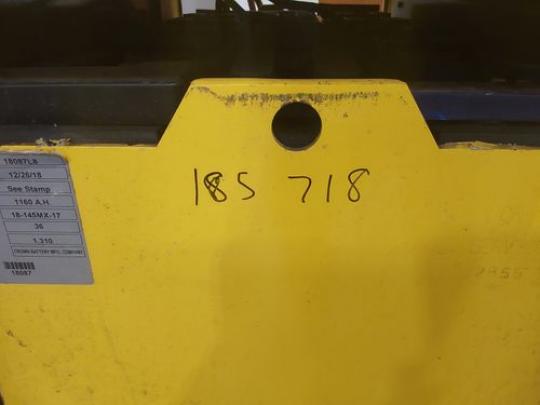 185 718
18087L8
12/26/18
See Stamp
1160 A.H.
18-145MX-17
36
1.310
CROWN BATTERY MFG. COMPANY
18087